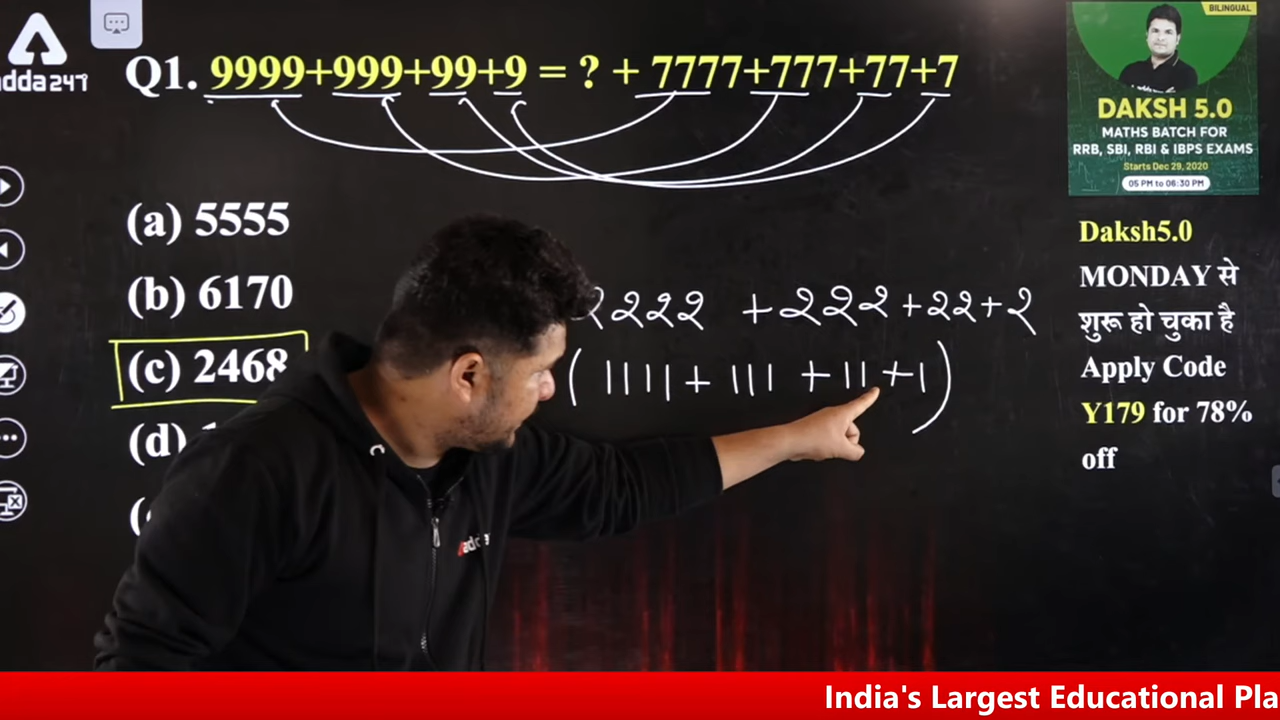 adda247
Q1. 9999+999+99+9 = ? + 7777+777+77+7
(a) 5555
(b) 6170
(c) 2468
(d)
2222 + 222 + 22 + 2
( 1111 + 111 + 11 + 1 )
BILINGUAL
DAKSH 5.0
MATHS BATCH FOR
RRB, SBI, RBI & IBPS EXAMS
Starts Dec 29, 2020
05 PM to 06:30 PM
Daksh5.0
MONDAY से
शुरू हो चुका है
Apply Code
Y179 for 78%
off
India's Largest Educational Pla